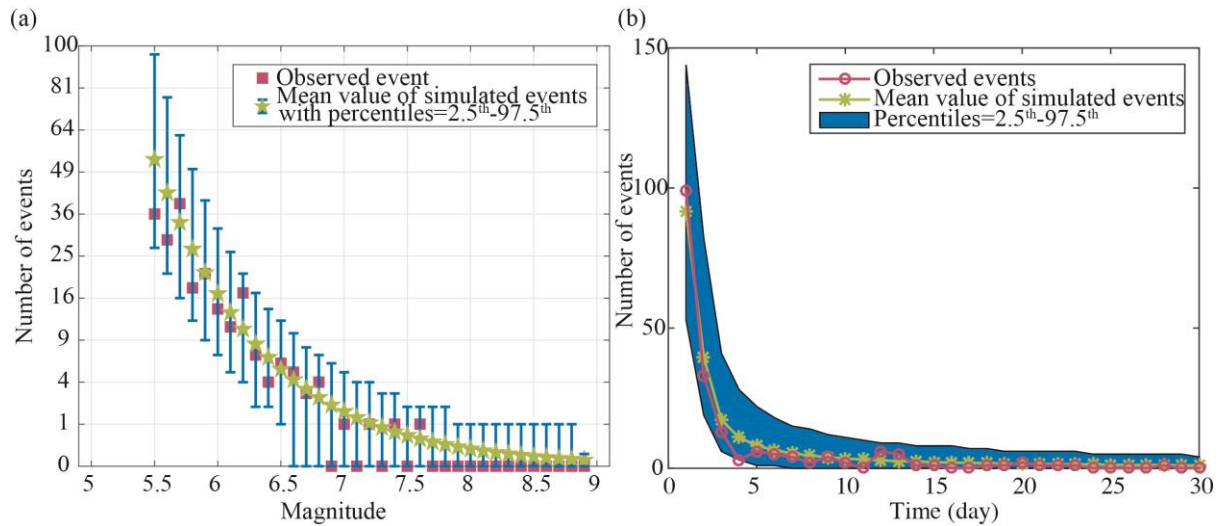 (a)
100
81
64
49
36
25
16
9
4
1
0
Number of events
Observed event
Mean value of simulated events
with percentiles=2.5th-97.5th
5
5.5
6
6.5
7
7.5
8
8.5
9
Magnitude
(b)
150
100
50
0
Number of events
Observed events
Mean value of simulated events
Percentiles=2.5th-97.5th
0
5
10
15
20
25
30
Time (day)